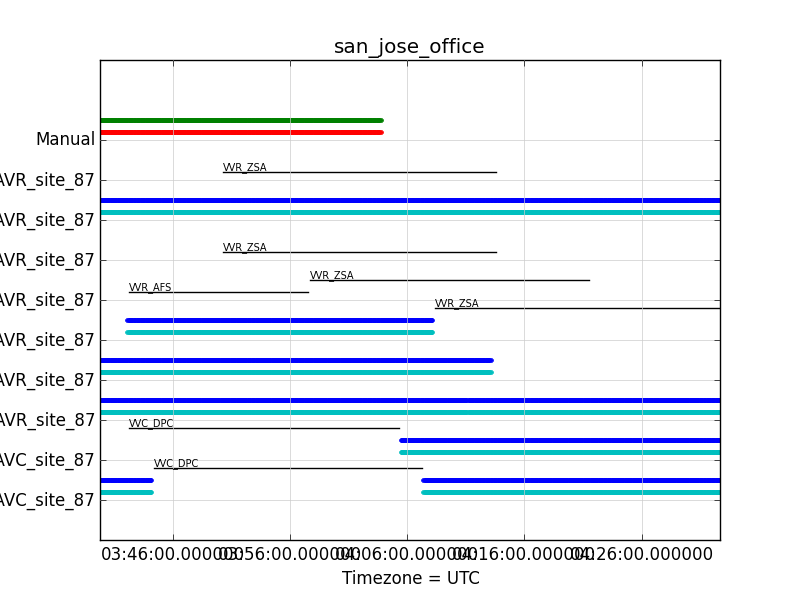 san_jose_office
Manual
VVR_ZSA
AVR_site_87
AVR_site_87
VVR_ZSA
AVR_site_87
VVR_ZSA
VVR_AFS
AVR_site_87
VVR_ZSA
AVR_site_87
AVR_site_87
AVR_site_87
VVC_DPC
AVC_site_87
VVC_DPC
AVC_site_87
03:46:00.000000 03:56:00.000000 04:06:00.000000 04:16:00.000000 04:26:00.000000
Timezone = UTC